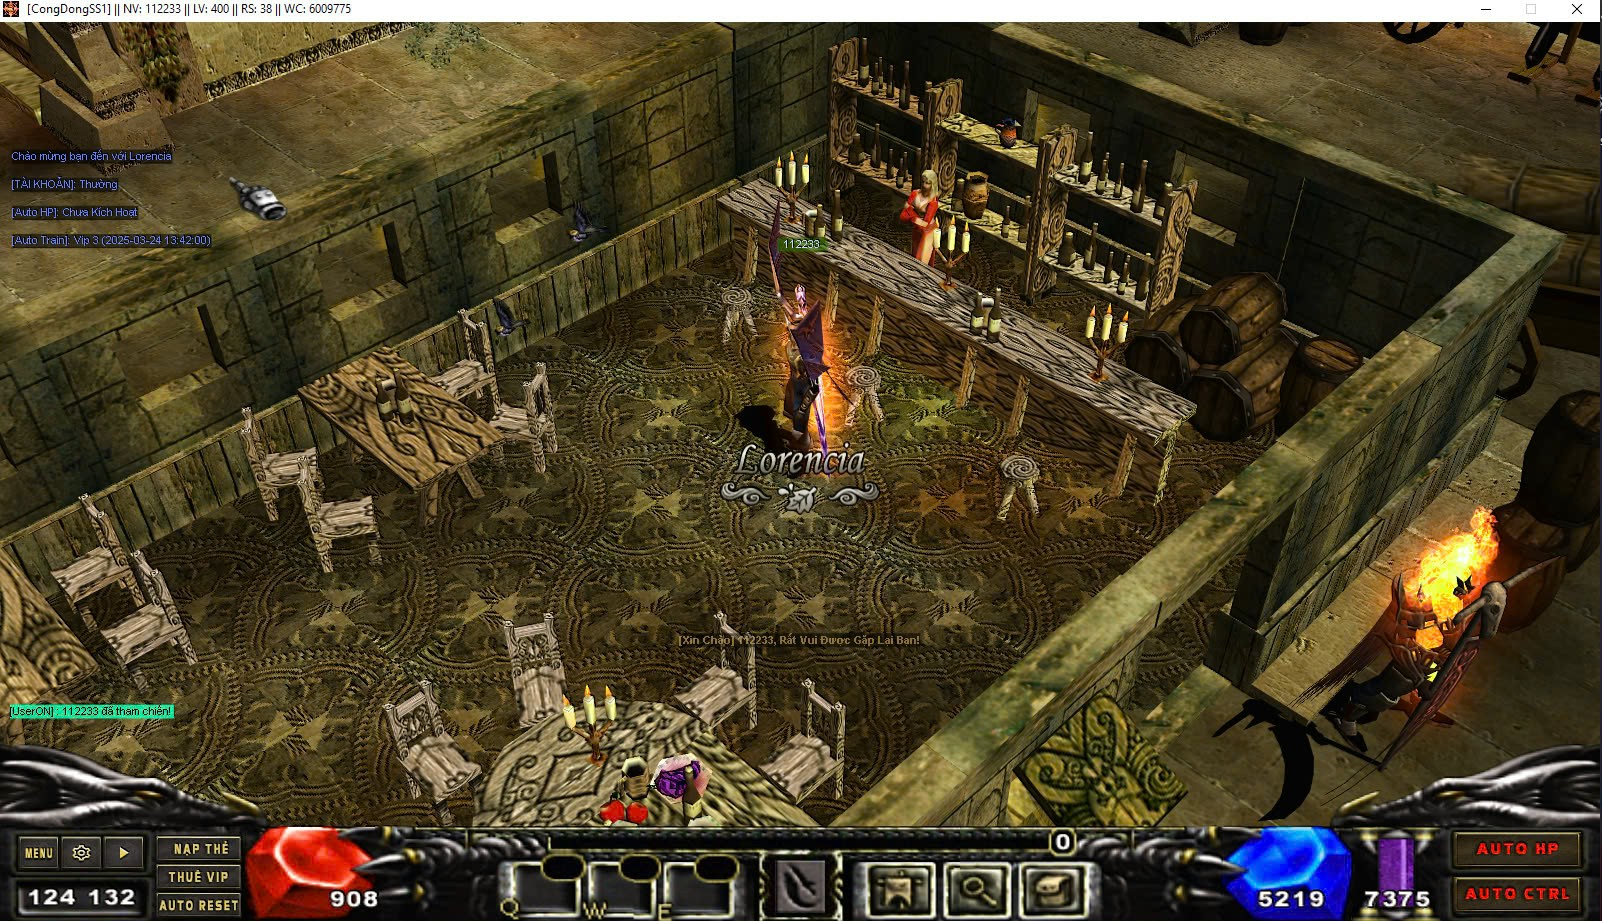 [CongDongSS1] || NV: 112233 || LV: 400 || RS: 38 || WC: 6009775
Chào mừng bạn đến với Lorencia
[TÀI KHOẢN]: Thường
[Auto HP]: Chưa Kích Hoạt
[Auto Train]: Vip 3 (2025-03-24 13:42:00)
112233
Lorencia
[Xin Chào] 112233, Rất Vui Được Gặp Lại Bạn!
[UserON] : 112233 đã tham chiến!
MENU
NẠP THẺ
THUÊ VIP
AUTO RESET
124 132
908
Q
W
E
0
5219
7375
AUTO HP
AUTO CTRL